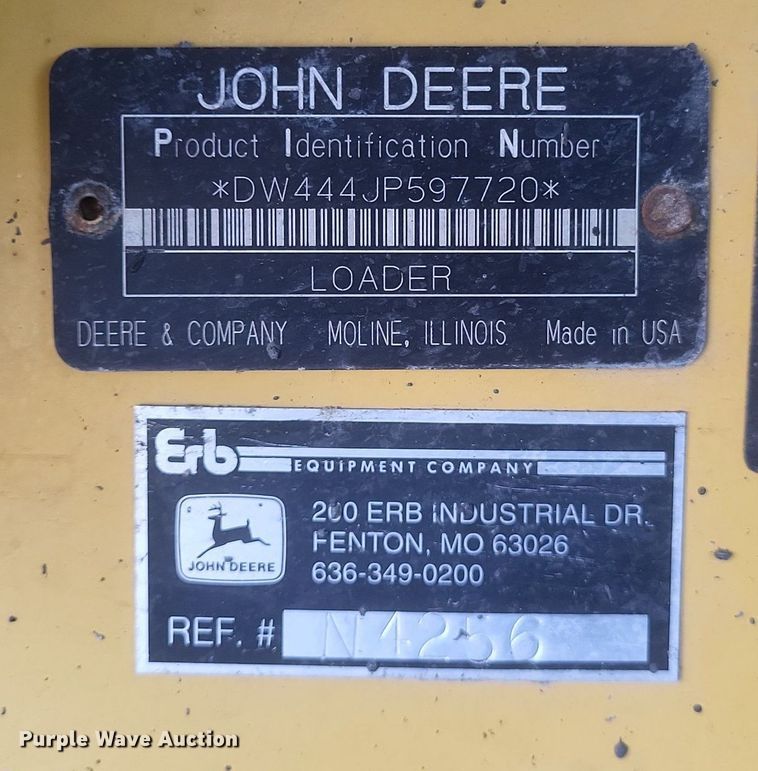 JOHN DEERE
Product Identification Number
*DW444JP597720*
LOADER
DEERE & COMPANY MOLINE, ILLINOIS Made in USA
Erb EQUIPMENT COMPANY
200 ERB INDUSTRIAL DR.
FENTON, MO 63026
JOHN DEERE
636-349-0200
REF. # N4256
Purple Wave Auction